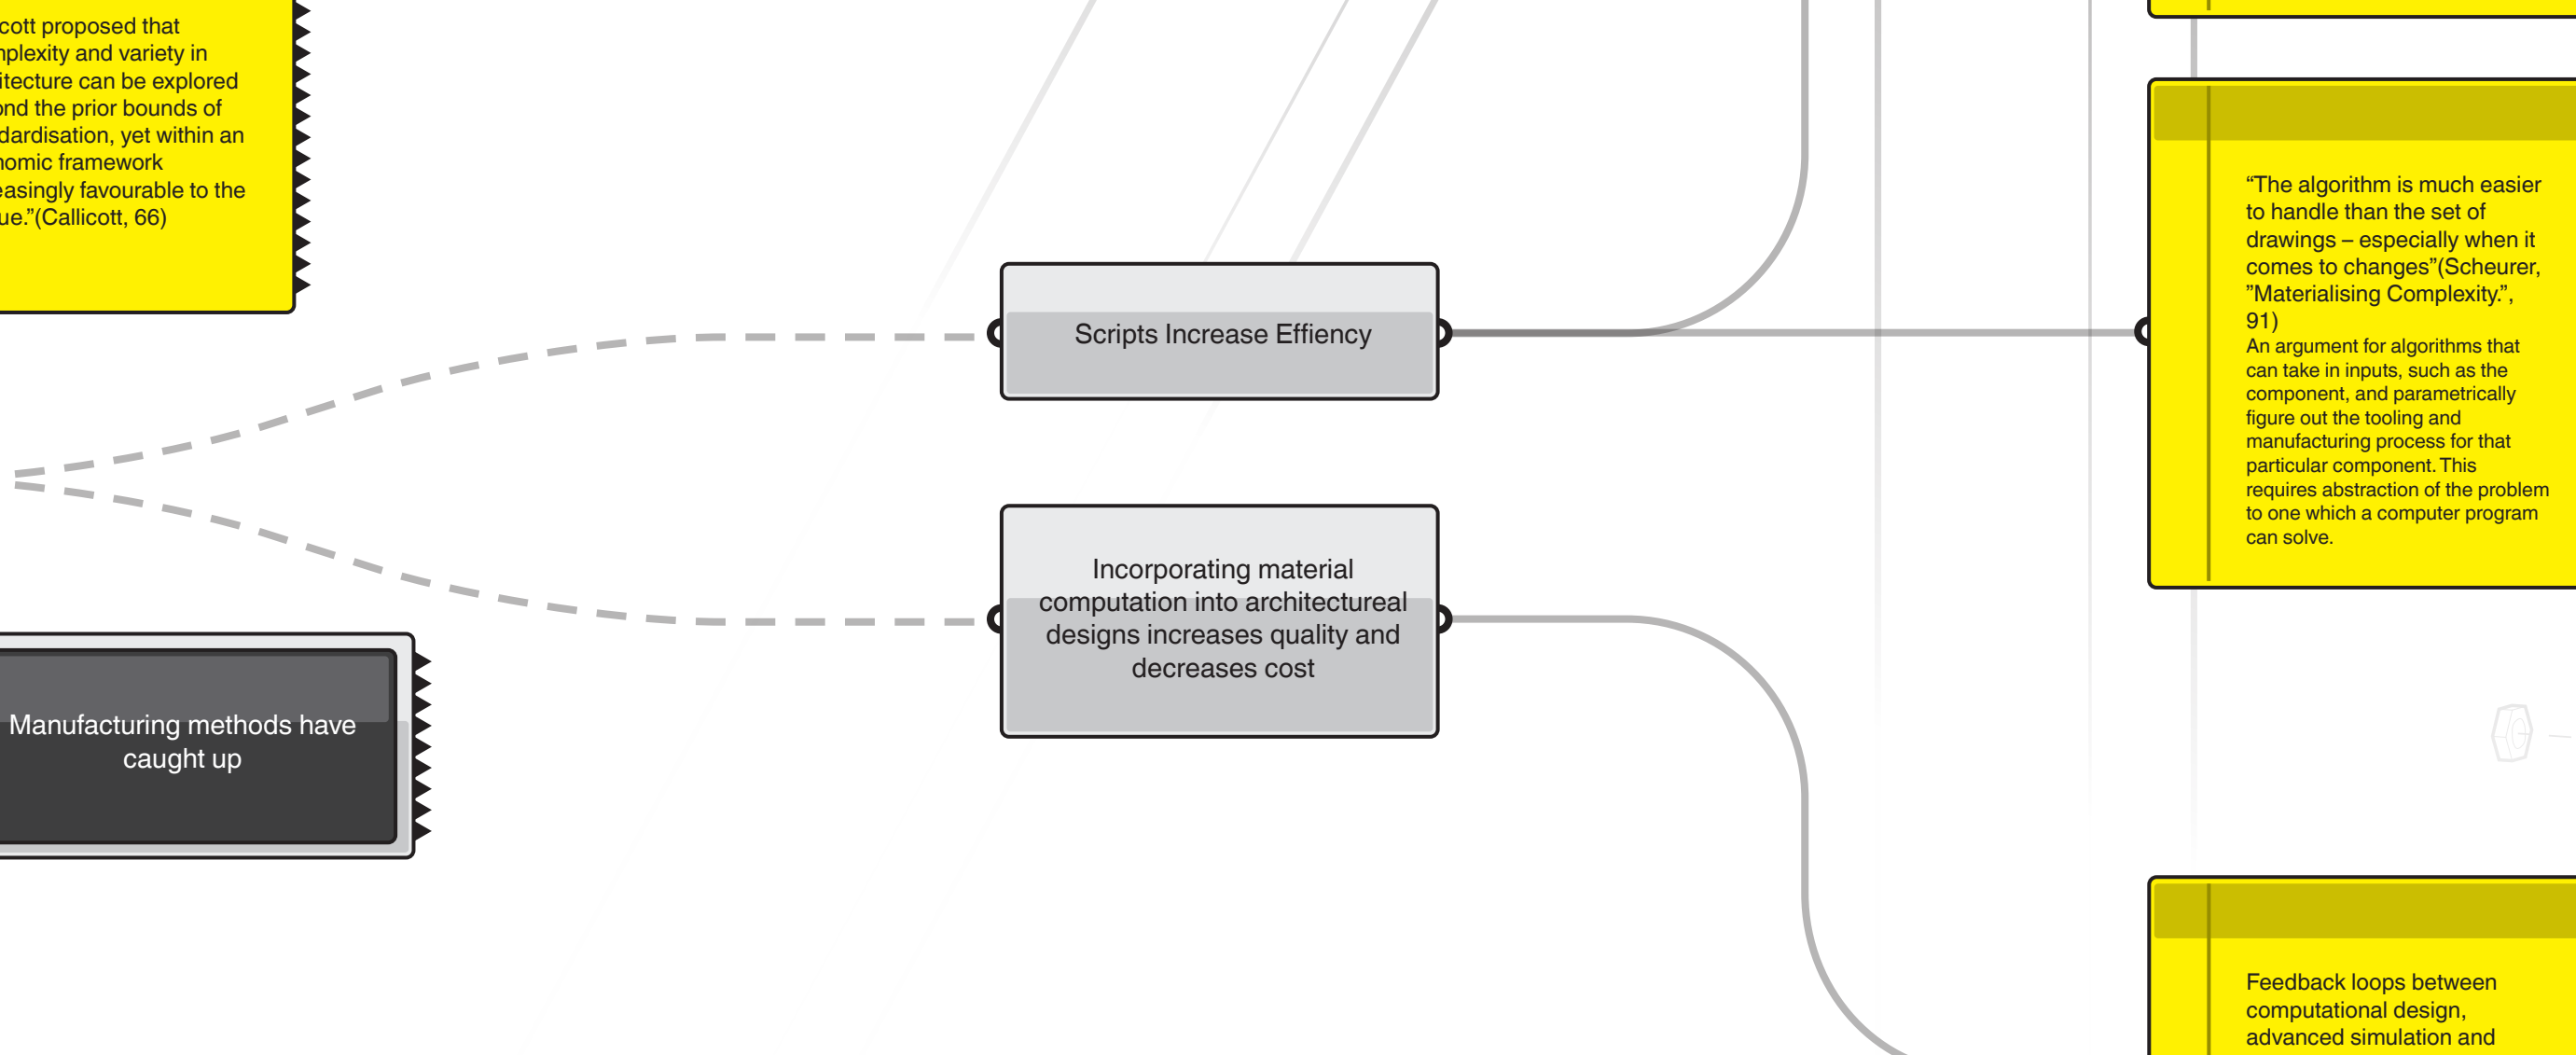 cott proposed that
nplexity and variety in
itecture can be explored
ond the prior bounds of
dardisation, yet within an
nomic framework
easingly favourable to the
ue.”(Callicott, 66)
Scripts Increase Effiency
Incorporating material
computation into architectureal
designs increases quality and
decreases cost
Manufacturing methods have
caught up
“The algorithm is much easier
to handle than the set of
drawings – especially when it
comes to changes”(Scheurer,
”Materialising Complexity.”,
91)
An argument for algorithms that
can take in inputs, such as the
component, and parametrically
figure out the tooling and
manufacturing process for that
particular component. This
requires abstraction of the problem
to one which a computer program
can solve.
Feedback loops between
computational design,
advanced simulation and